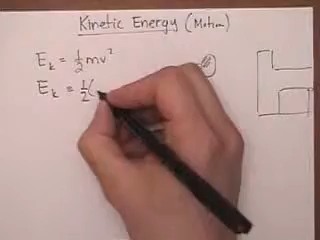 Kinetic Energy (Motion)
Eₖ = ½mv²
Eₖ = ½(